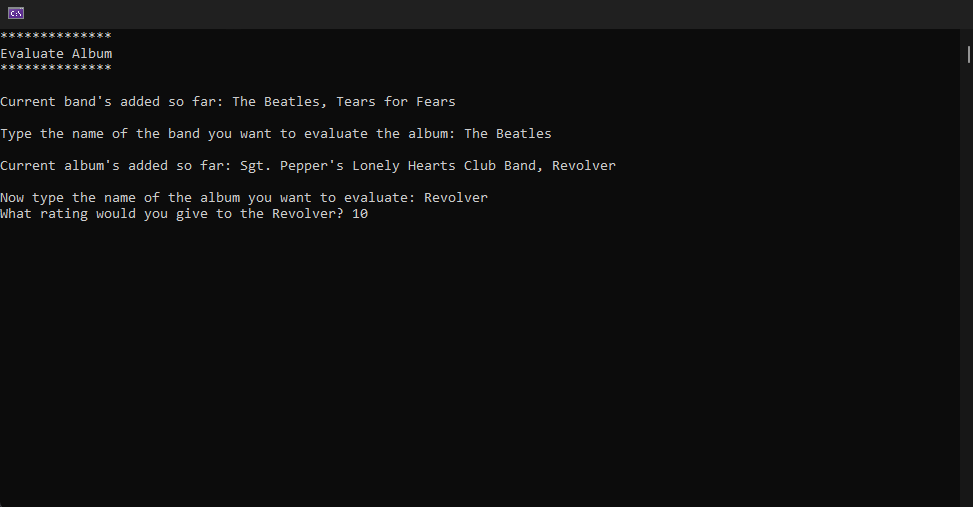 C:\
**************
Evaluate Album
**************
Current band's added so far: The Beatles, Tears for Fears
Type the name of the band you want to evaluate the album: The Beatles
Current album's added so far: Sgt. Pepper's Lonely Hearts Club Band, Revolver
Now type the name of the album you want to evaluate: Revolver
What rating would you give to the Revolver? 10